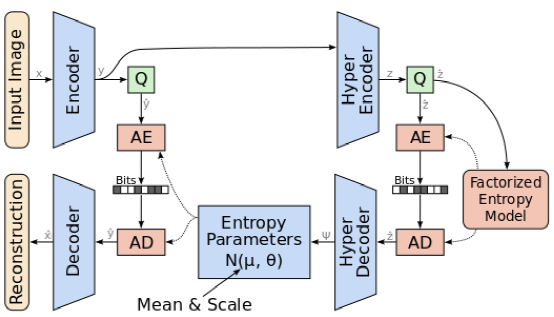 Input Image
x
Encoder
y
Q
ŷ
AE
Bits
AD
ŷ
Decoder
x̂
Reconstruction
Hyper
Encoder
z
Q
ẑ
ẑ
AE
Bits
AD
ẑ
Hyper
Decoder
Ψ
Factorized
Entropy
Model
Entropy
Parameters
N(μ, θ)
Mean & Scale